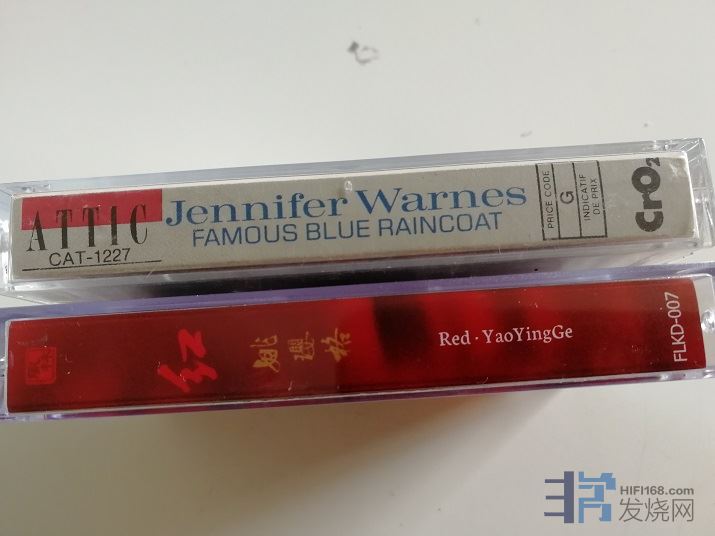 ATTIC
CAT-1227
Jennifer Warnes
FAMOUS BLUE RAINCOAT
PRICE CODE
G
INDICATIF
DE PRIX
CrO2
红
姚璎格
Red · YaoYingGe
FLKD-007
HIFI168.com
发烧网